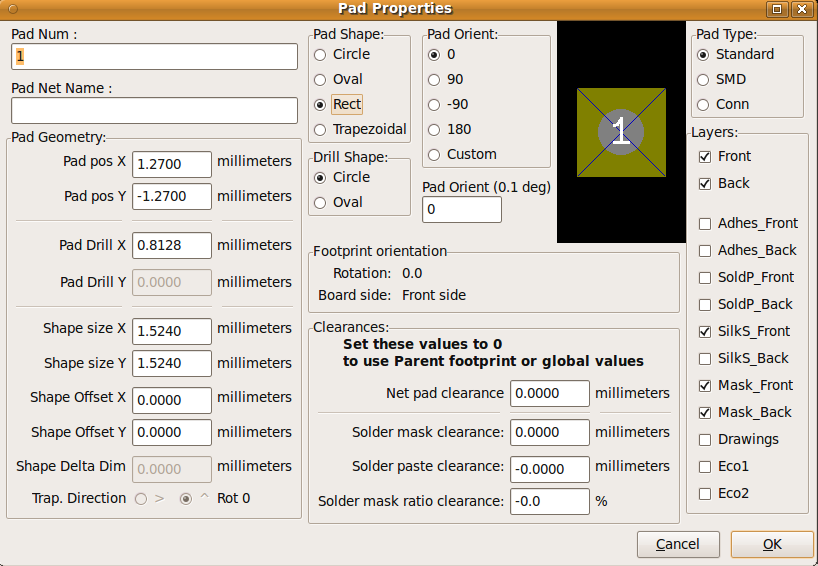 Pad Properties
Pad Num :
1
Pad Net Name :
Pad Geometry:
Pad pos X 1.2700 millimeters
Pad pos Y -1.2700 millimeters
Pad Drill X 0.8128 millimeters
Pad Drill Y 0.0000 millimeters
Shape size X 1.5240 millimeters
Shape size Y 1.5240 millimeters
Shape Offset X 0.0000 millimeters
Shape Offset Y 0.0000 millimeters
Shape Delta Dim 0.0000 millimeters
Trap. Direction > ^ Rot 0
Pad Shape:
Circle
Oval
Rect
Trapezoidal
Drill Shape:
Circle
Oval
Pad Orient:
0
90
-90
180
Custom
Pad Orient (0.1 deg)
0
1
Footprint orientation
Rotation: 0.0
Board side: Front side
Clearances:
Set these values to 0
to use Parent footprint or global values
Net pad clearance 0.0000 millimeters
Solder mask clearance: 0.0000 millimeters
Solder paste clearance: -0.0000 millimeters
Solder mask ratio clearance: -0.0 %
Pad Type:
Standard
SMD
Conn
Layers:
Front
Back
Adhes_Front
Adhes_Back
SoldP_Front
SoldP_Back
SilkS_Front
SilkS_Back
Mask_Front
Mask_Back
Drawings
Eco1
Eco2
Cancel
OK